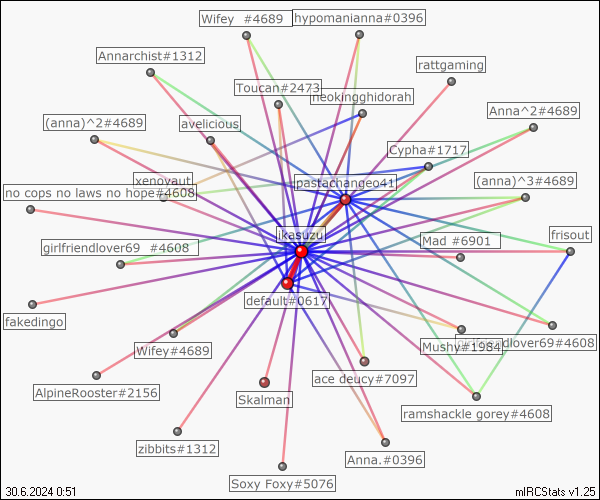 Wifey  #4689
hypomanianna#0396
Annarchist#1312
rattgaming
Toucan#2473
neokingghidorah
Anna^2#4689
(anna)^2#4689
avelicious
Cypha#1717
xenoyaut
pastachangeo41
(anna)^3#4689
no cops no laws no hope#4608
ikasuzu
frisout
girlfriendlover69  #4608
Mad #6901
default#0617
fakedingo
Wifey#4689
Mushy#1984
girlfriendlover69#4608
ace deucy#7097
AlpineRooster#2156
Skalman
ramshackle gorey#4608
zibbits#1312
Anna.#0396
Soxy Foxy#5076
30.6.2024 0:51
mIRCStats v1.25